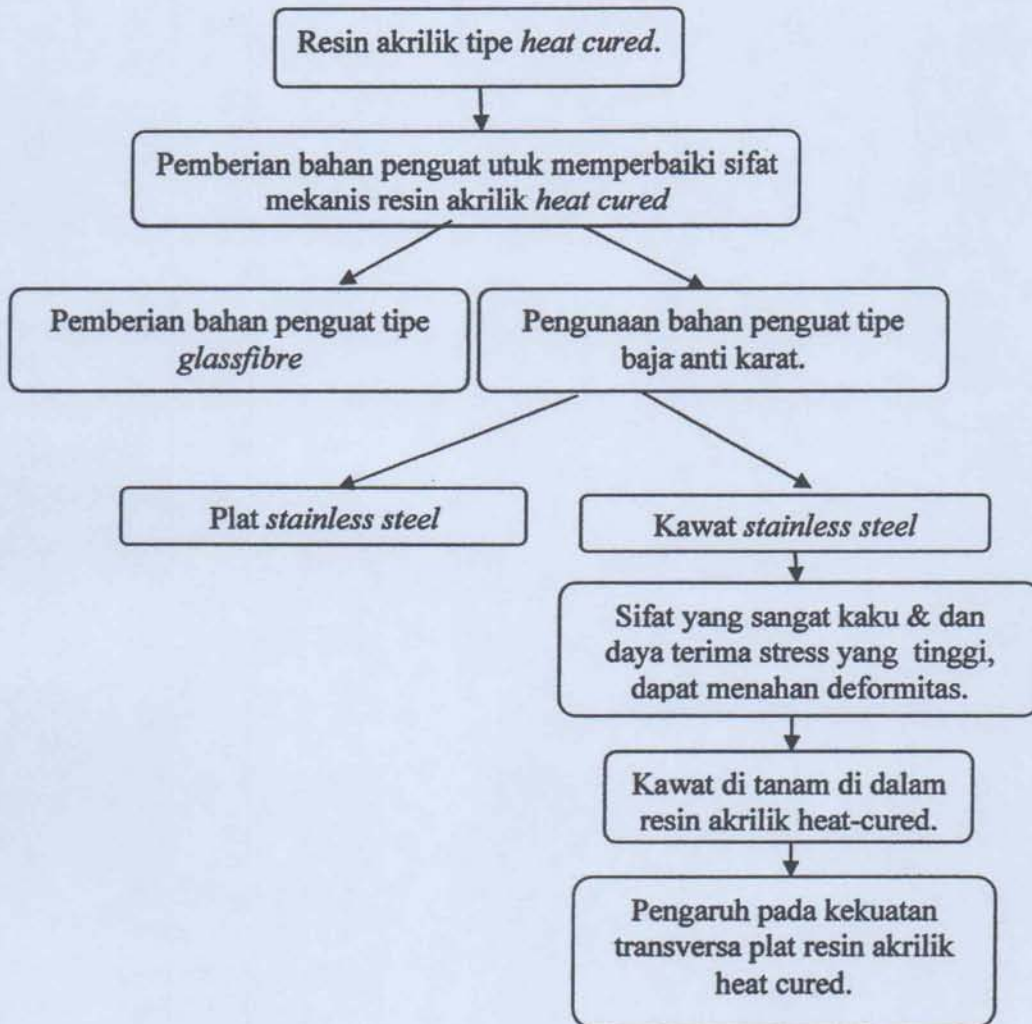 Resin akrilik tipe heat cured.
Pemberian bahan penguat utuk memperbaiki sifat
mekanis resin akrilik heat cured
Pemberian bahan penguat tipe
glassfibre
Pengunaan bahan penguat tipe
baja anti karat.
Plat stainless steel
Kawat stainless steel
Sifat yang sangat kaku & dan
daya terima stress yang tinggi,
dapat menahan deformitas.
Kawat di tanam di dalam
resin akrilik heat-cured.
Pengaruh pada kekuatan
transversa plat resin akrilik
heat cured.